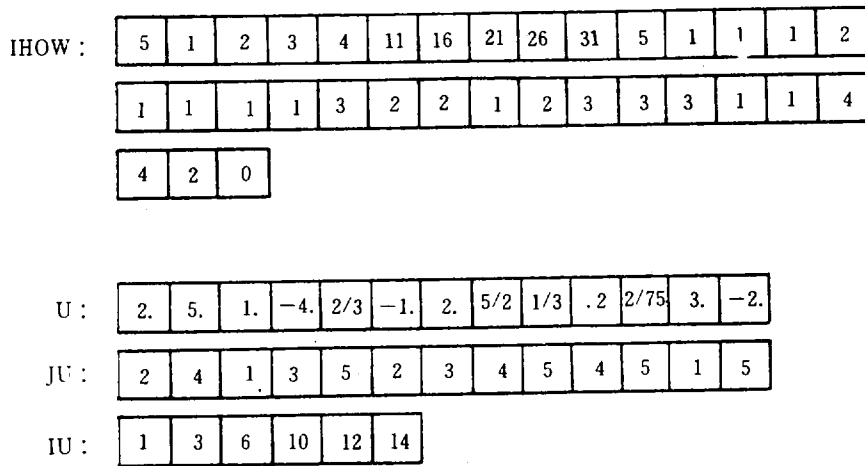 IHOW: 5 1 2 3 4 11 16 21 26 31 5 1 1 1 2
1 1 1 1 3 2 2 1 2 3 3 3 1 1 4
4 2 0
U: 2. 5. 1. −4. 2/3 −1. 2. 5/2 1/3 .2 2/75 3. −2.
JU: 2 4 1 3 5 2 3 4 5 4 5 1 5
IU: 1 3 6 10 12 14